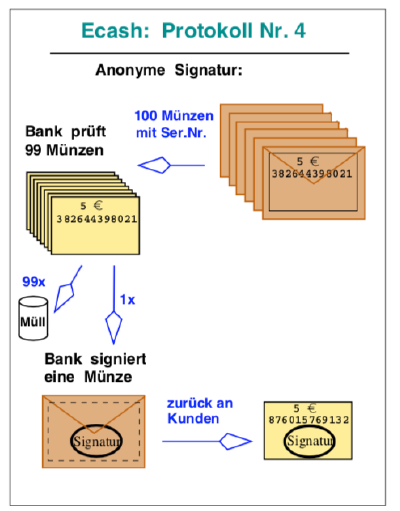 Ecash: Protokoll Nr. 4
Anonyme Signatur:
100 Münzen
mit Ser.Nr.
5 €
382644398021
Bank prüft
99 Münzen
5 €
382644398021
99x
1x
Müll
Bank signiert
eine Münze
Signatur
zurück an
Kunden
5 €
876015769132
Signatur